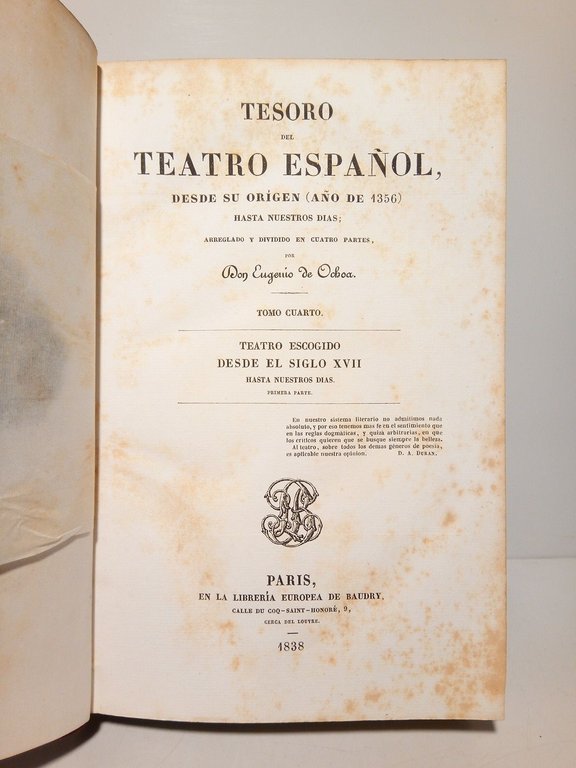 TESORO
DEL
TEATRO ESPAÑOL,
DESDE SU ORÍGEN (AÑO DE 1356)
HASTA NUESTROS DIAS;
ARREGLADO Y DIVIDIDO EN CUATRO PARTES,
POR
Don Eugenio de Ochoa.
TOMO CUARTO.
TEATRO ESCOGIDO
DESDE EL SIGLO XVII
HASTA NUESTROS DIAS.
PRIMERA PARTE.
En nuestro sistema literario no admitimos nada
absoluto, y por eso tenemos mas fe en el sentimiento que
en las reglas dogmáticas, y quiza arbitrarias, en que
los críticos quieren que se busque siempre la belleza.
Al teatro, sobre todos los demas géneros de poesía,
es aplicable nuestra opinion. D. A. DURAN.
PARIS,
EN LA LIBRERÍA EUROPEA DE BAUDRY,
CALLE DU COQ-SAINT-HONORÉ, 9,
CERCA DEL LOUVRE.
1838